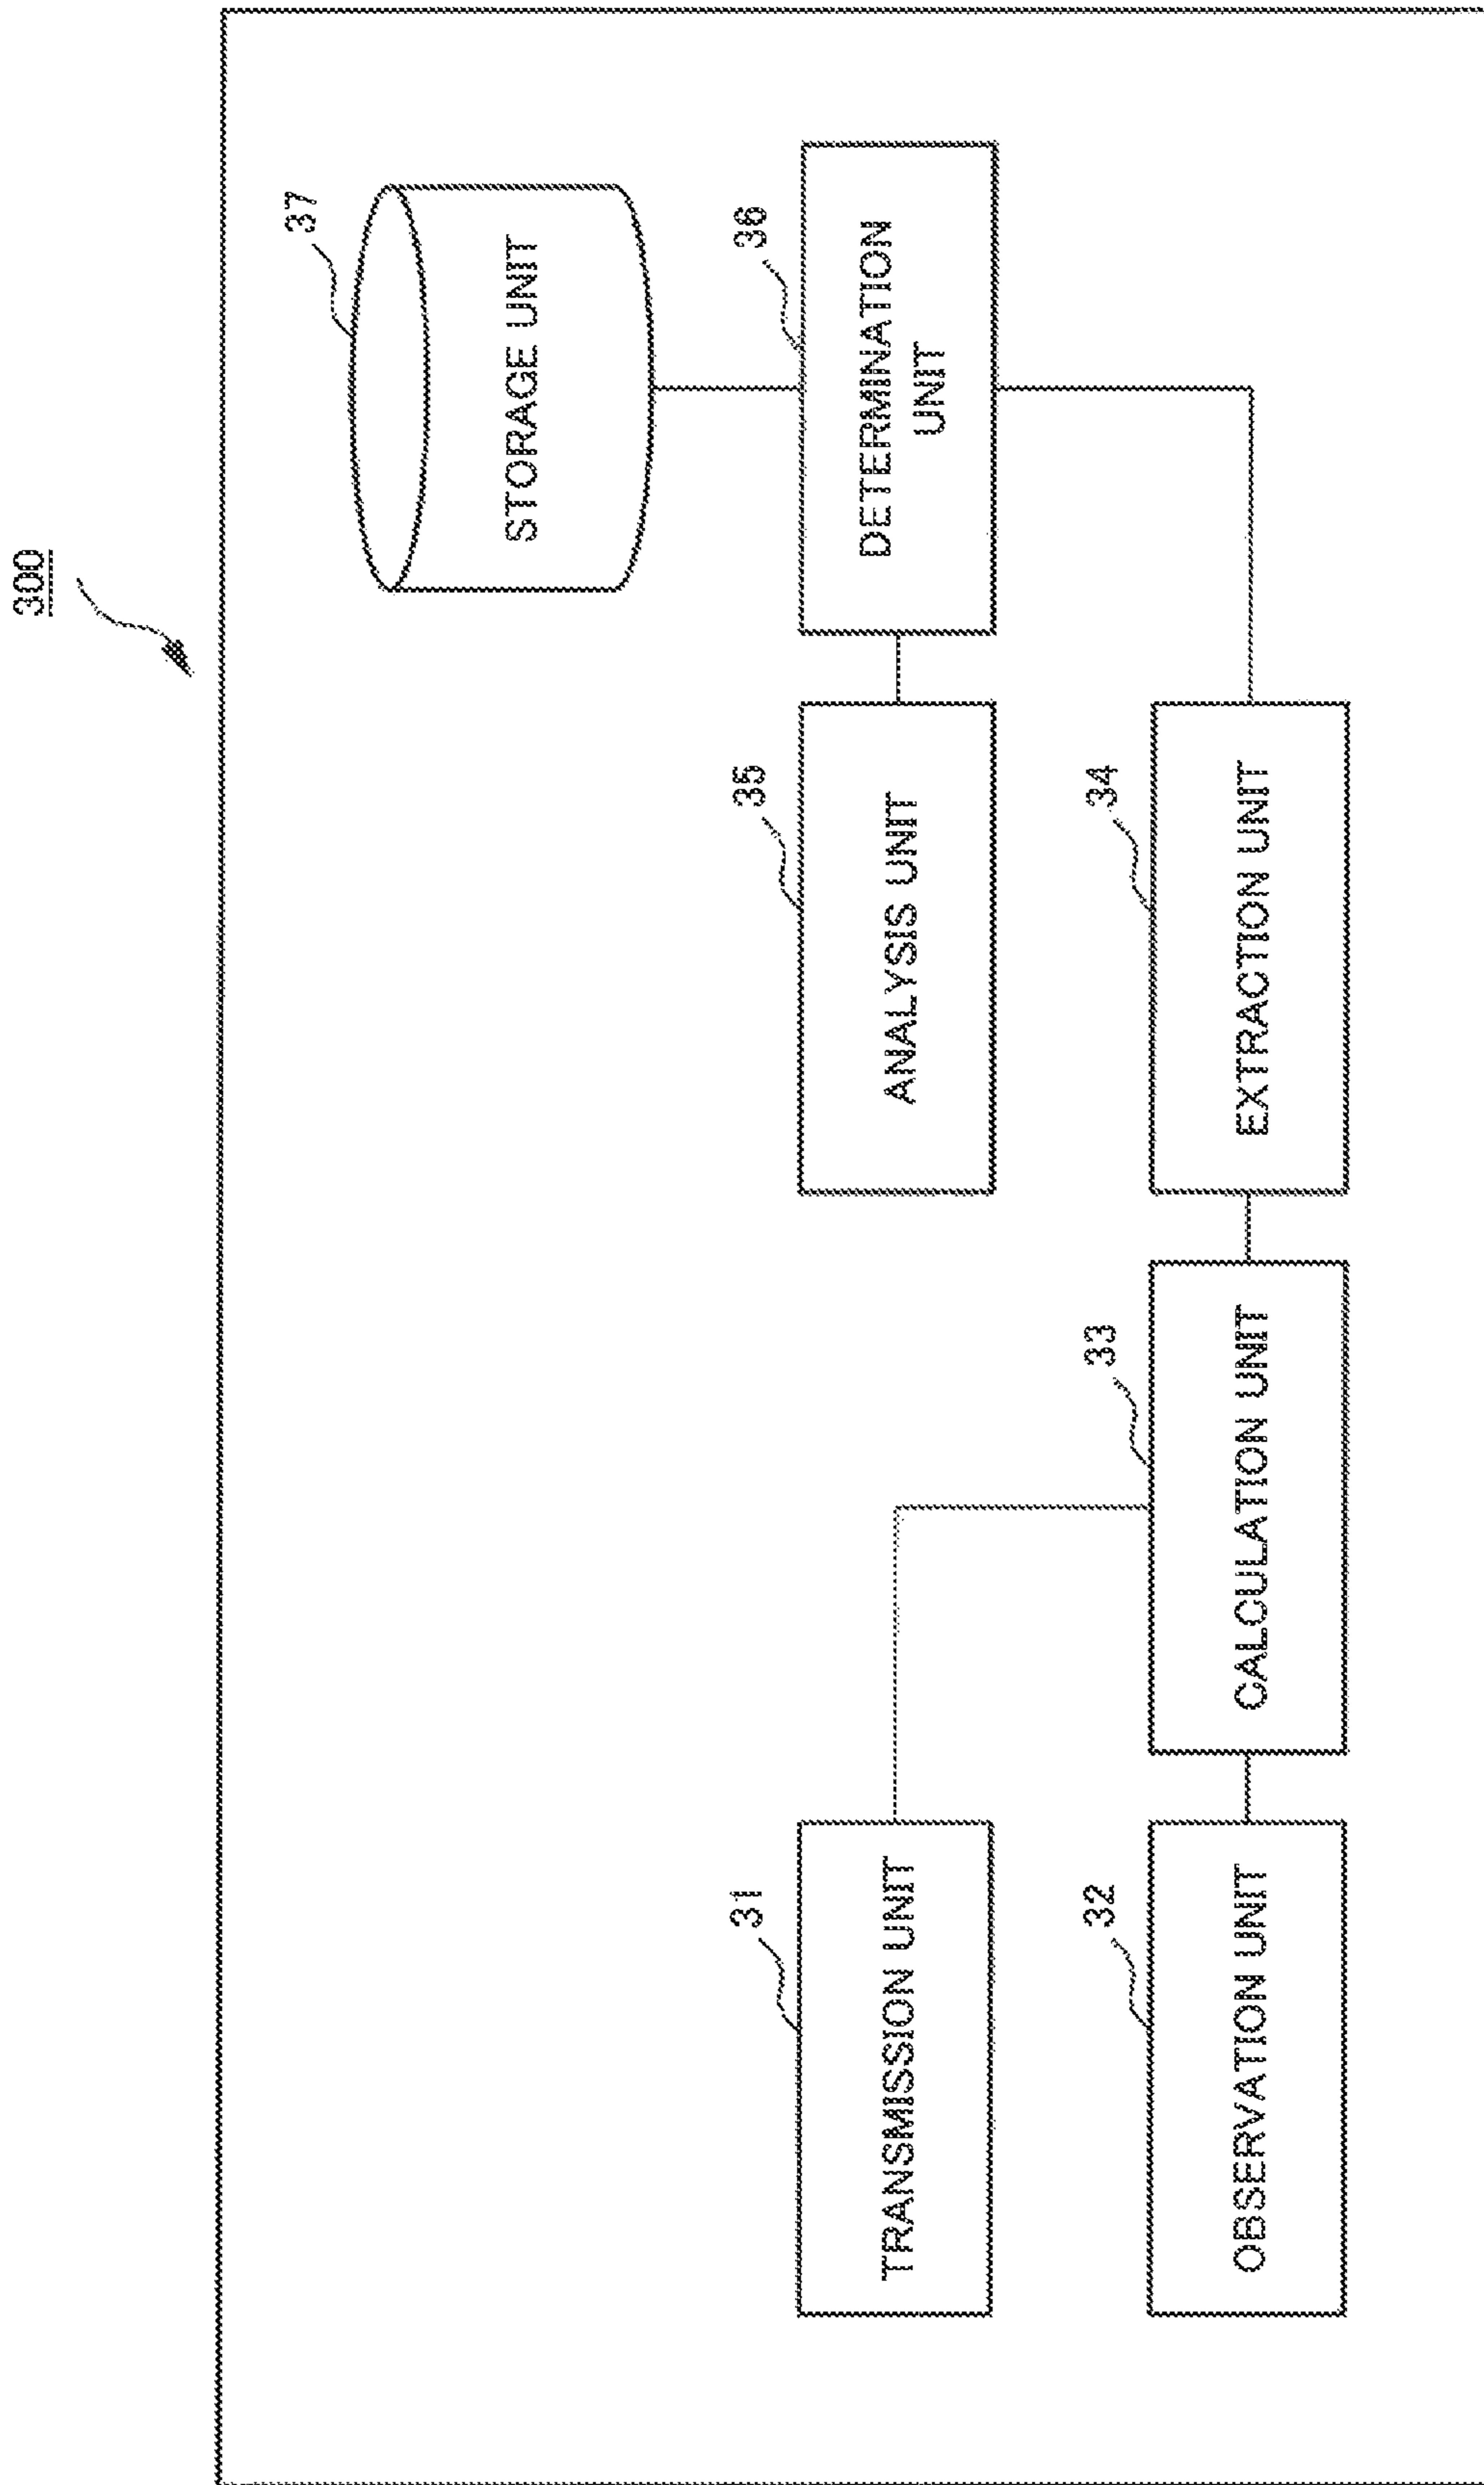 300
37
STORAGE UNIT
31
TRANSMISSION UNIT
35
ANALYSIS UNIT
36
DETERMINATION
UNIT
32
OBSERVATION UNIT
33
CALCULATION UNIT
34
EXTRACTION UNIT